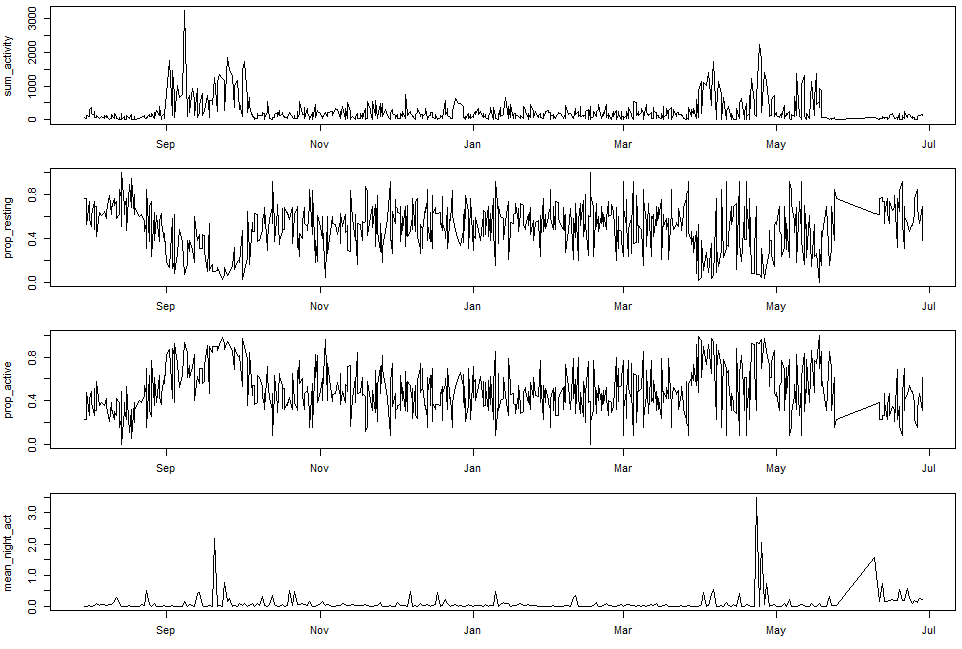 sum_activity
3000
2000
1000
0
Sep Nov Jan Mar May Jul
prop_resting
0.8
0.4
0.0
Sep Nov Jan Mar May Jul
prop_active
0.8
0.4
0.0
Sep Nov Jan Mar May Jul
mean_night_act
3.0
2.0
1.0
0.0
Sep Nov Jan Mar May Jul